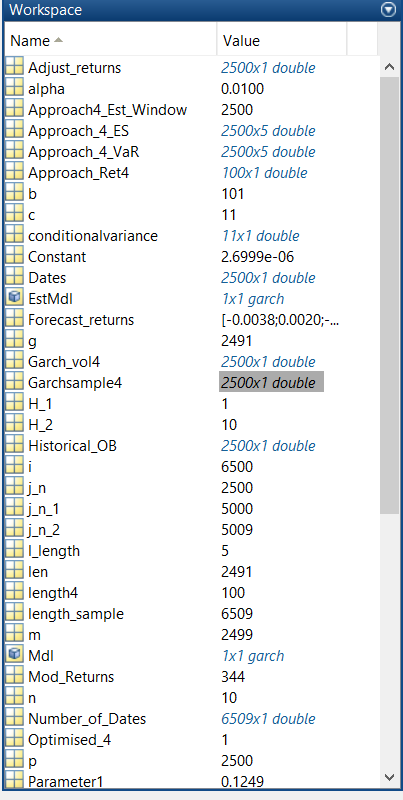 Workspace
Name Value
Adjust_returns 2500x1 double
alpha 0.0100
Approach4_Est_Window 2500
Approach_4_ES 2500x5 double
Approach_4_VaR 2500x5 double
Approach_Ret4 100x1 double
b 101
c 11
conditionalvariance 11x1 double
Constant 2.6999e-06
Dates 2500x1 double
EstMdl 1x1 garch
Forecast_returns [-0.0038;0.0020;-...
g 2491
Garch_vol4 2500x1 double
Garchsample4 2500x1 double
H_1 1
H_2 10
Historical_OB 2500x1 double
i 6500
j_n 2500
j_n_1 5000
j_n_2 5009
l_length 5
len 2491
length4 100
length_sample 6509
m 2499
Mdl 1x1 garch
Mod_Returns 344
n 10
Number_of_Dates 6509x1 double
Optimised_4 1
p 2500
Parameter1 0.1249